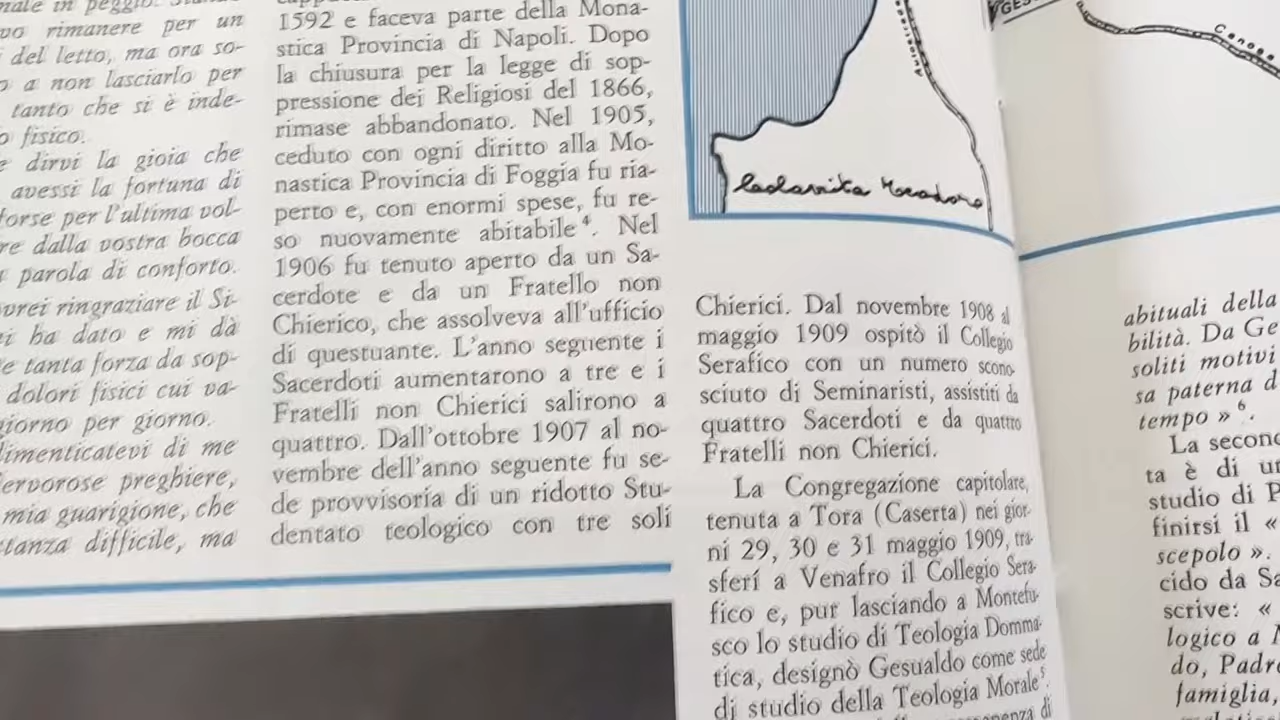 vo rimanere per un
del letto, ma ora so-
a non lasciarlo per
tanto che si è inde-
fisico.
dirvi la gioia che
avessi la fortuna di
forse per l'ultima vol-
re dalla vostra bocca
parola di conforto.
vrei ringraziare il Si-
ha dato e mi dà
e tanta forza da sop-
dolori fisici cui va-
giorno per giorno.
dimenticatevi di me
fervorose preghiere,
mia guarigione, che
stanza difficile, ma
1592 e faceva parte della Mona-
stica Provincia di Napoli. Dopo
la chiusura per la legge di sop-
pressione dei Religiosi del 1866,
rimase abbandonato. Nel 1905,
ceduto con ogni diritto alla Mo-
nastica Provincia di Foggia fu ria-
perto e, con enormi spese, fu re-
so nuovamente abitabile⁴. Nel
1906 fu tenuto aperto da un Sa-
cerdote e da un Fratello non
Chierico, che assolveva all'ufficio
di questuante. L'anno seguente i
Sacerdoti aumentarono a tre e i
Fratelli non Chierici salirono a
quattro. Dall'ottobre 1907 al no-
vembre dell'anno seguente fu se-
de provvisoria di un ridotto Stu-
dentato teologico con tre soli
Chierici. Dal novembre 1908 al
maggio 1909 ospitò il Collegio
Serafico con un numero scono-
sciuto di Seminaristi, assistiti da
quattro Sacerdoti e da quattro
Fratelli non Chierici.
La Congregazione capitolare,
tenuta a Tora (Caserta) nei gior-
ni 29, 30 e 31 maggio 1909, tra-
sferí a Venafro il Collegio Sera-
fico e, pur lasciando a Montefu-
sco lo studio di Teologia Domma-
tica, designò Gesualdo come sede
di studio della Teologia Morale⁵.
abituali della
bilità. Da Ge
soliti motivi
sa paterna d
tempo »⁶.
La second
ta è di un
studio di P
finirsi il «
scepolo ».
cido da Sa
scrive: «
logico a M
do, Padre
famiglia,